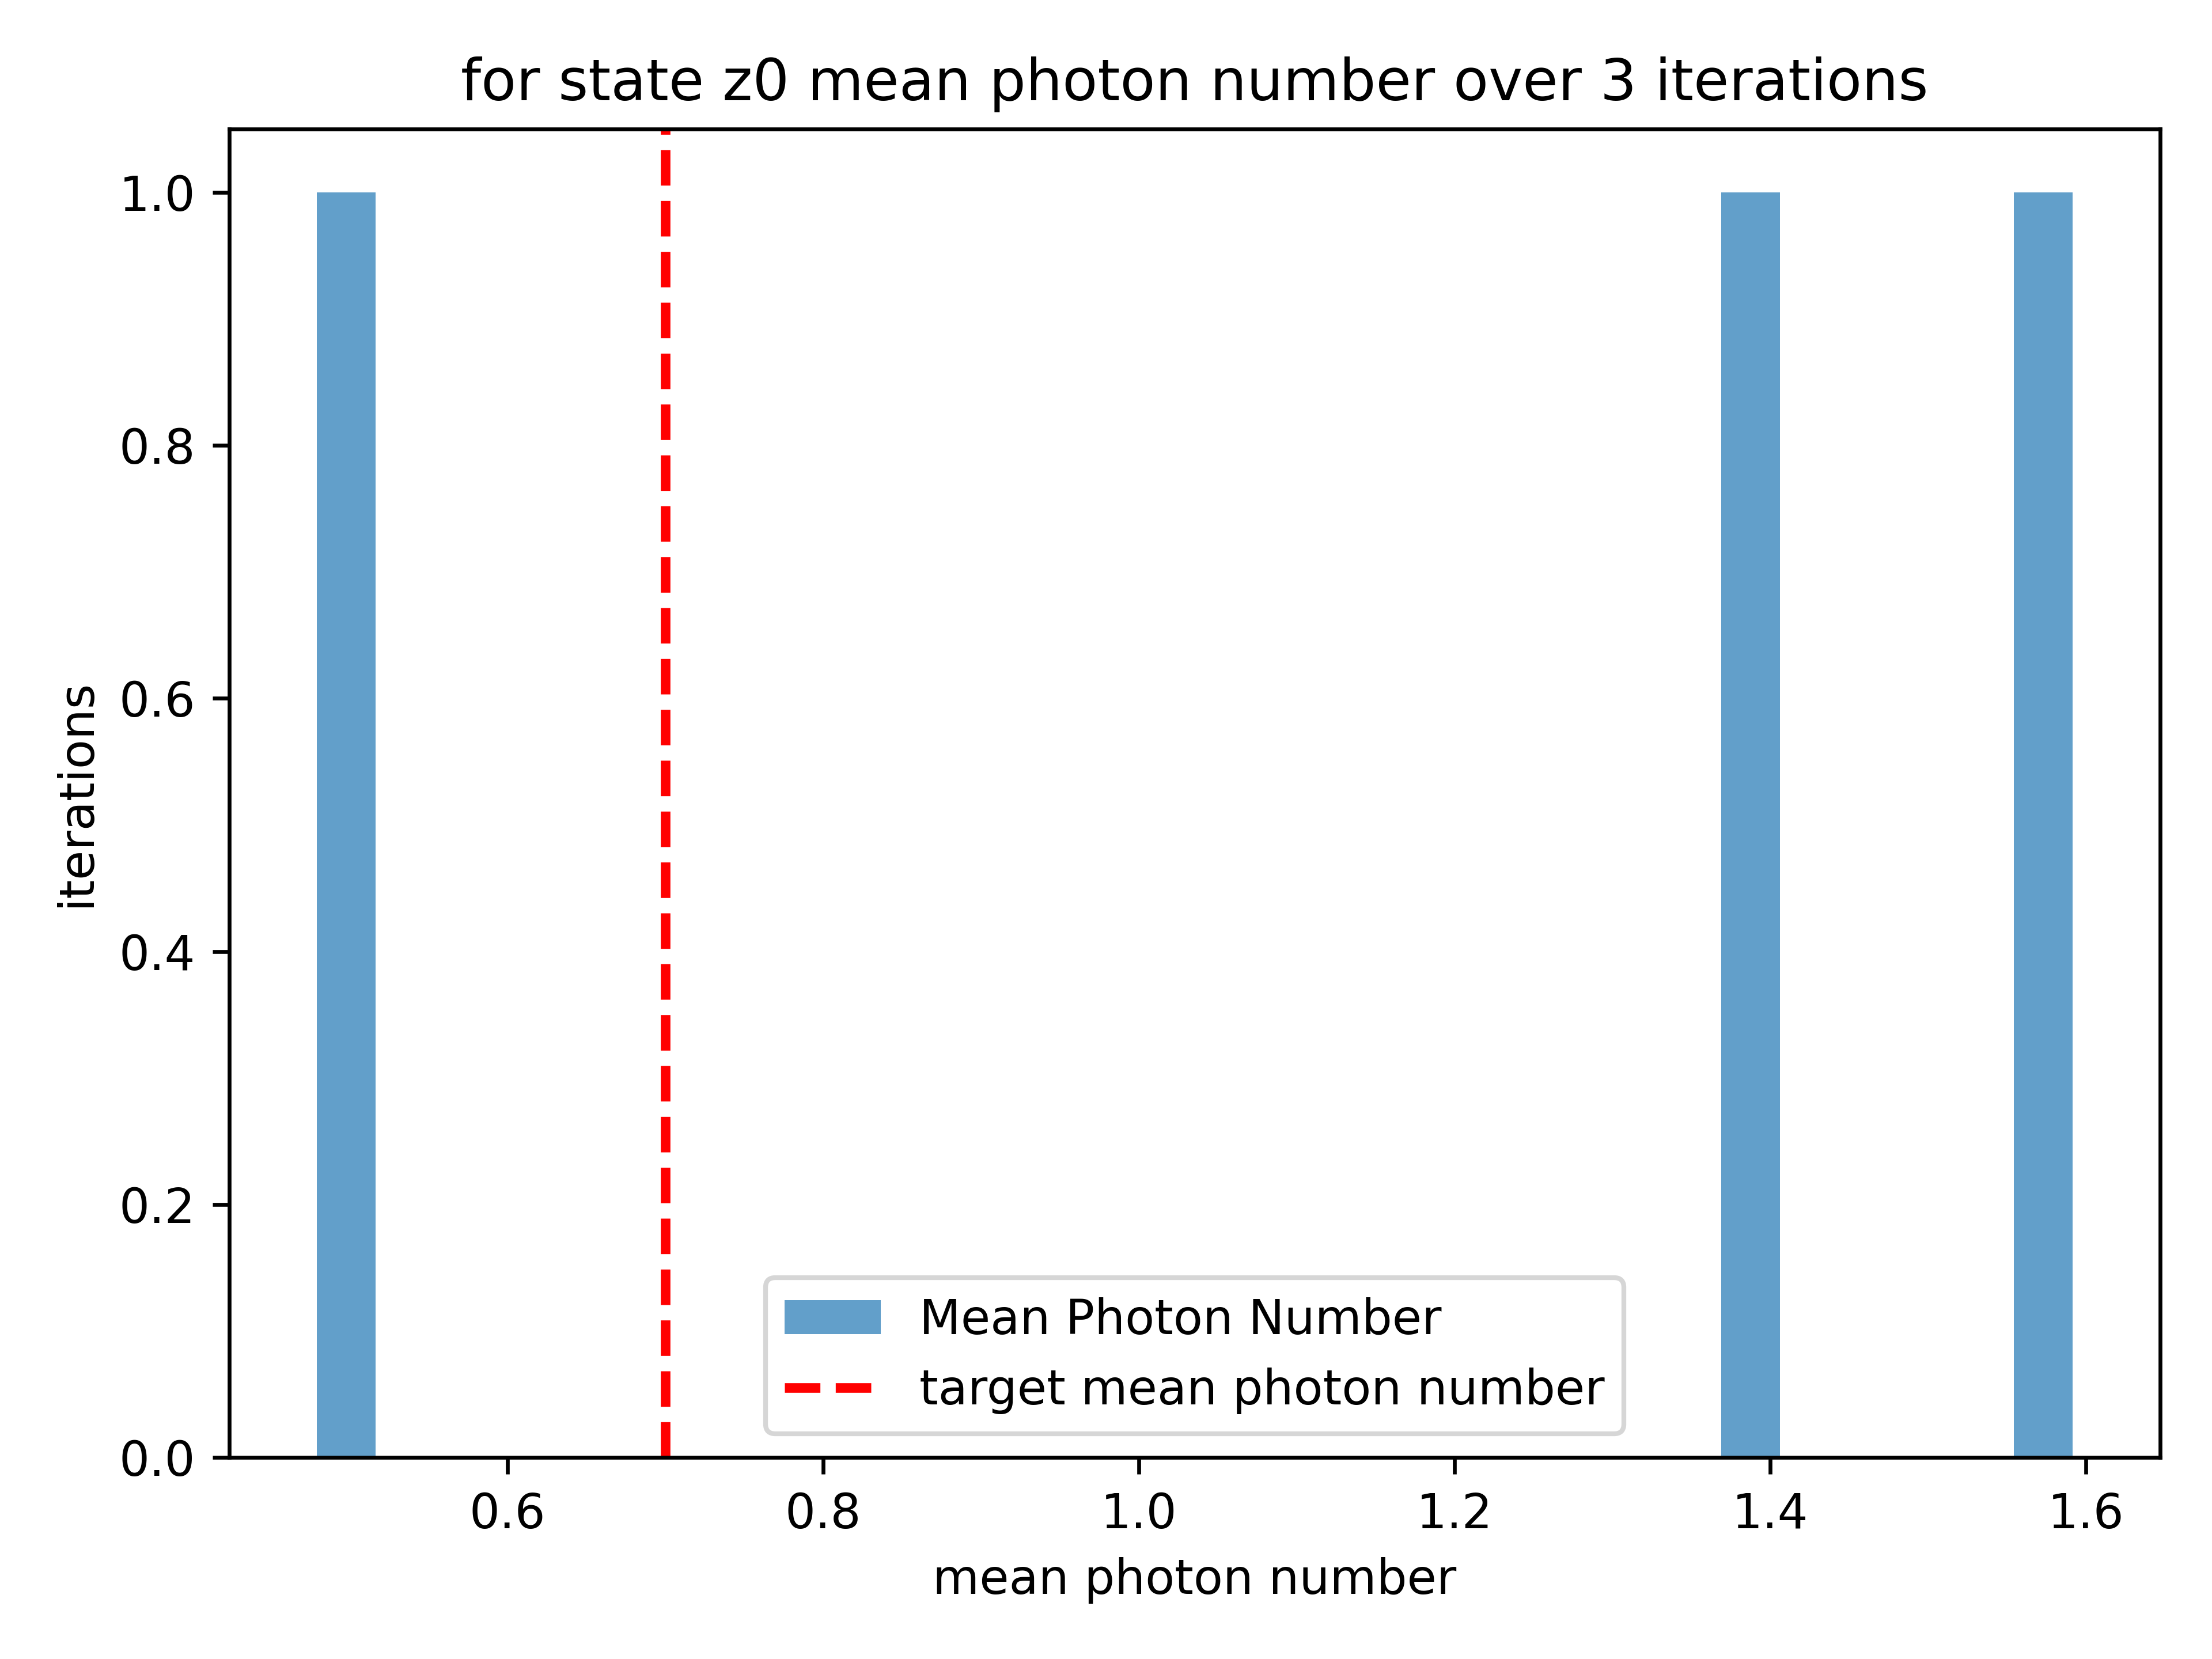 for state z0 mean photon number over 3 iterations
1.0
0.8
0.6
0.4
0.2
0.0
iterations
Mean Photon Number
target mean photon number
0.6 0.8 1.0 1.2 1.4 1.6
mean photon number